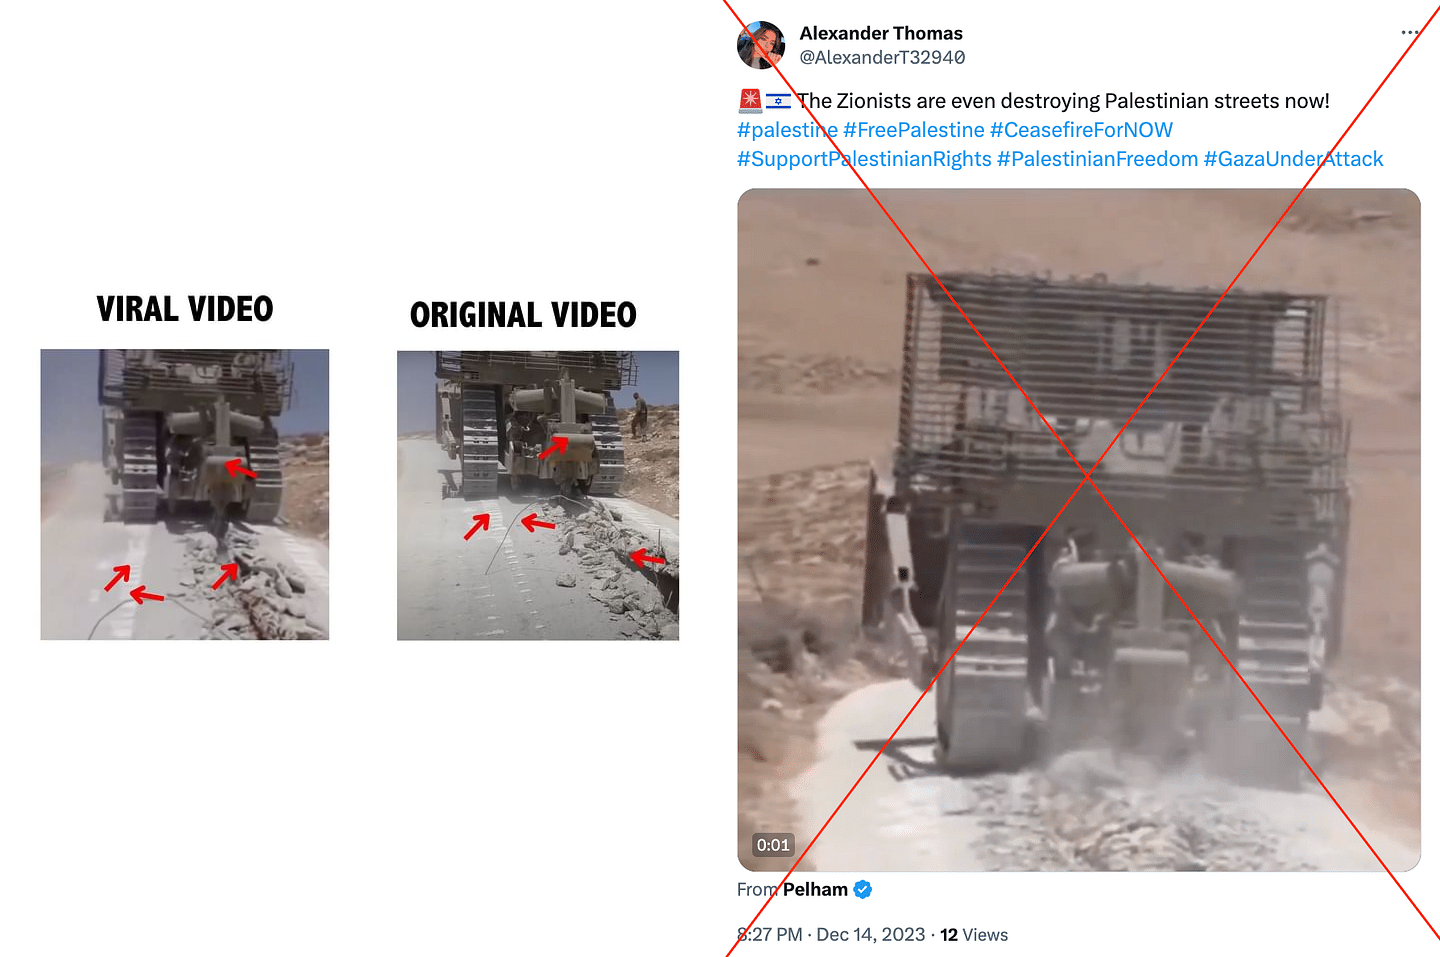 VIRAL VIDEO
ORIGINAL VIDEO
Alexander Thomas
@AlexanderT32940
🚨🇮🇱 The Zionists are even destroying Palestinian streets now!
#palestine #FreePalestine #CeasefireForNOW
#SupportPalestinianRights #PalestinianFreedom #GazaUnderAttack
0:01
From Pelham
8:27 PM · Dec 14, 2023 · 12 Views